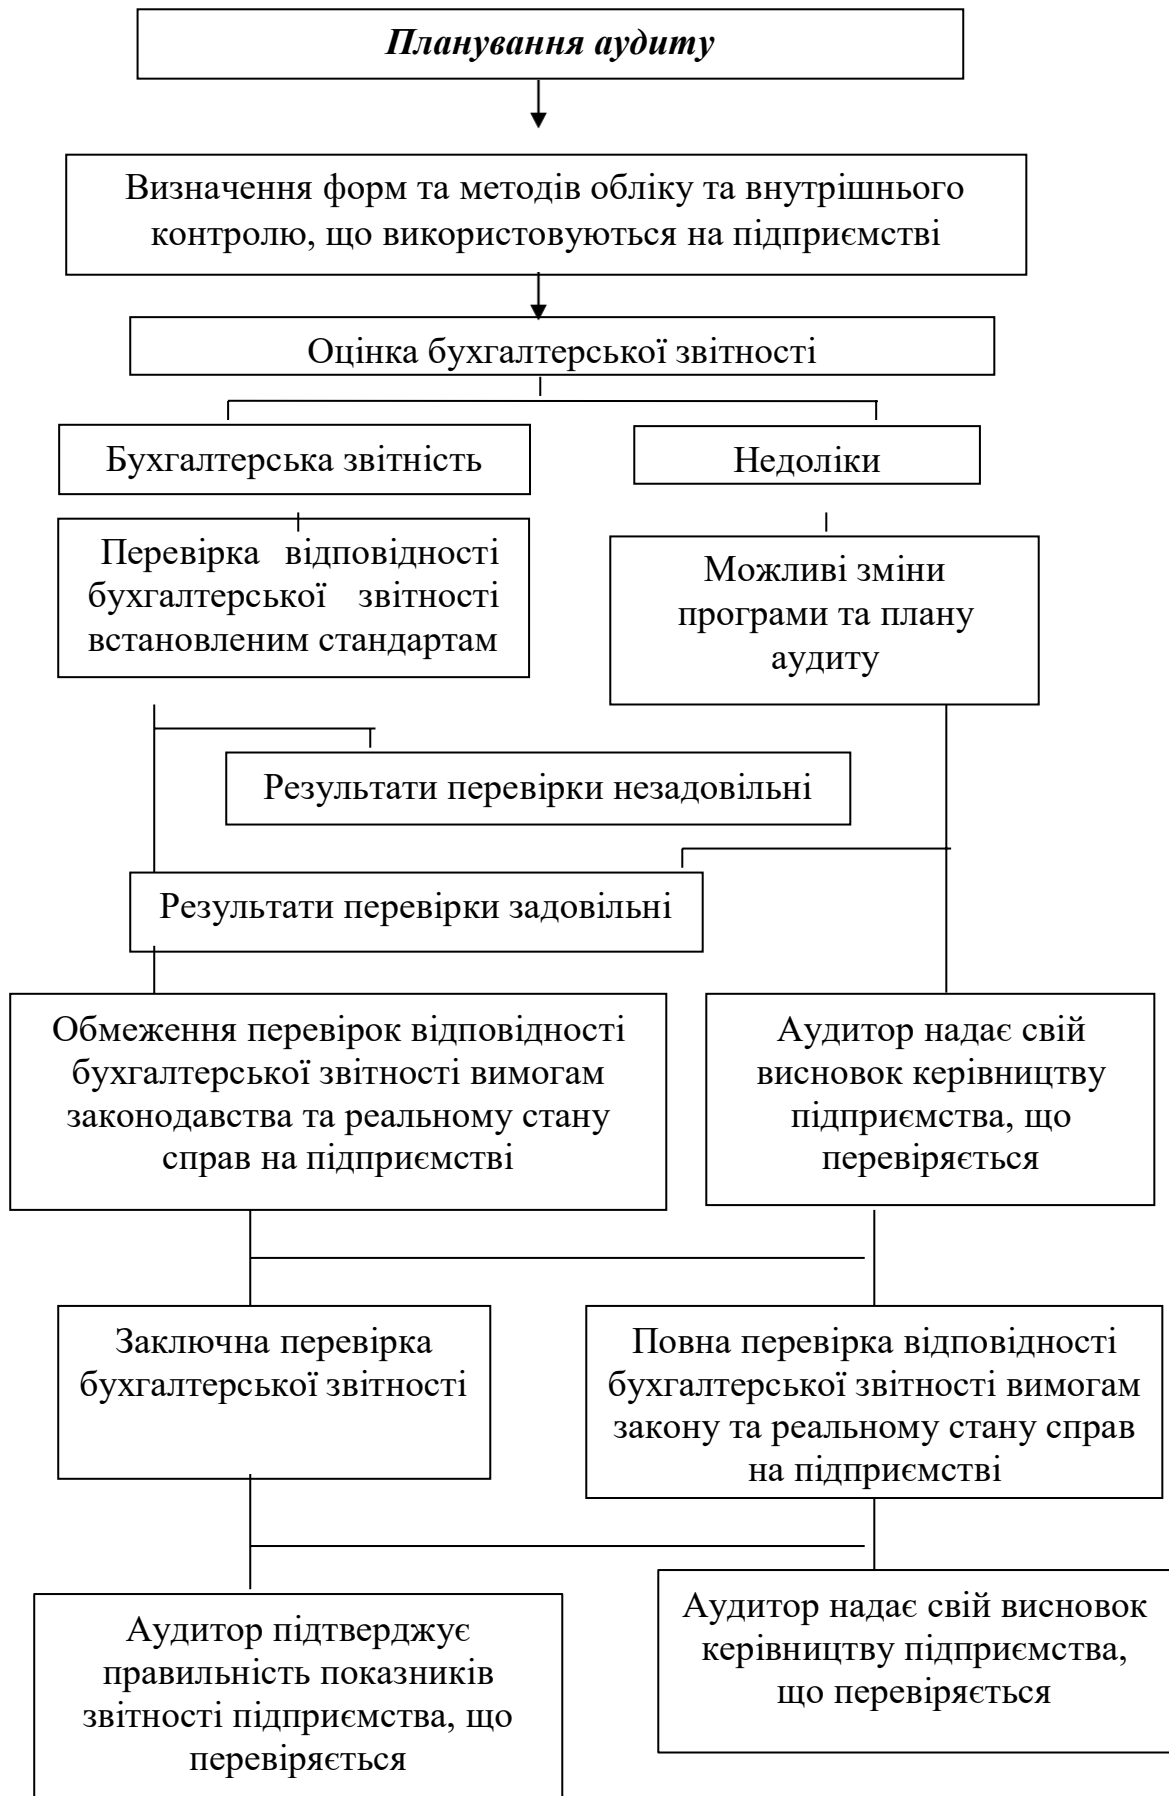 Планування аудиту
Визначення форм та методів обліку та внутрішнього
контролю, що використовуються на підприємстві
Оцінка бухгалтерської звітності
Бухгалтерська звітність
Недоліки
Перевірка відповідності
бухгалтерської звітності
встановленим стандартам
Можливі зміни
програми та плану
аудиту
Результати перевірки незадовільні
Результати перевірки задовільні
Обмеження перевірок відповідності
бухгалтерської звітності вимогам
законодавства та реальному стану
справ на підприємстві
Аудитор надає свій
висновок керівництву
підприємства, що
перевіряється
Заключна перевірка
бухгалтерської звітності
Повна перевірка відповідності
бухгалтерської звітності вимогам
закону та реальному стану справ
на підприємстві
Аудитор підтверджує
правильність показників
звітності підприємства, що
перевіряється
Аудитор надає свій висновок
керівництву підприємства,
що перевіряється